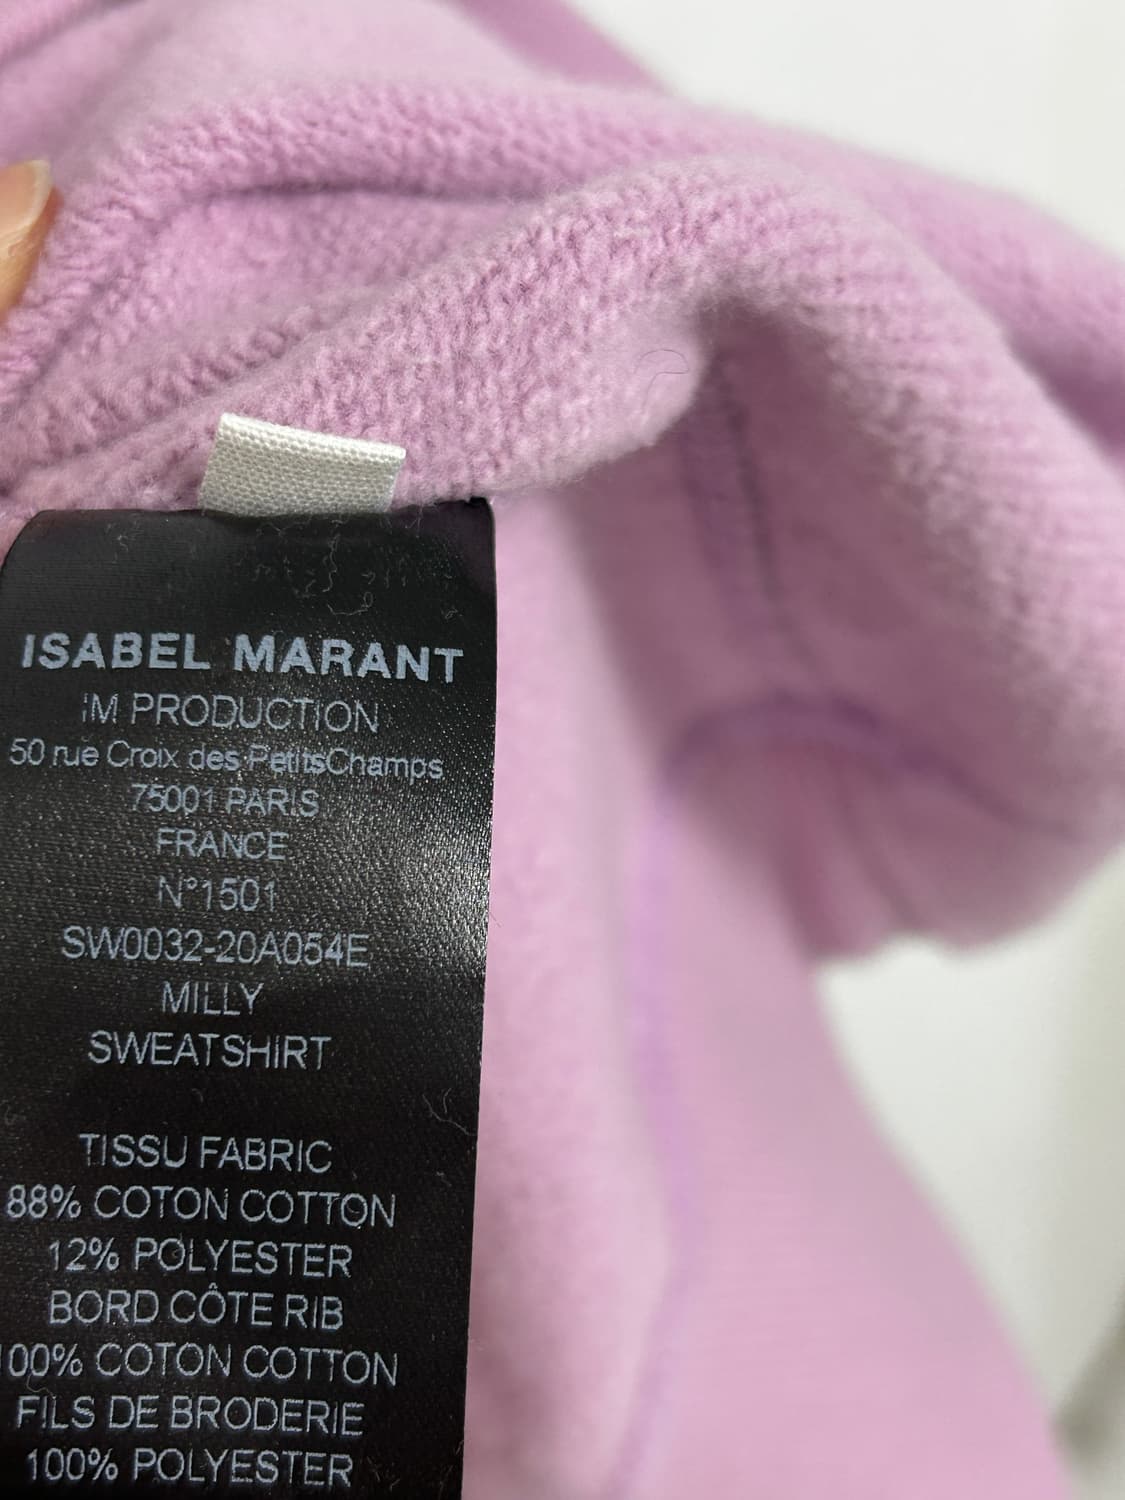 ISABEL MARANT
IM PRODUCTION
50 rue Croix des PetitsChamps
75001 PARIS
FRANCE
N°1501
SW0032-20A054E
MILLY
SWEATSHIRT
TISSU FABRIC
88% COTON COTTON
12% POLYESTER
BORD CÔTE RIB
100% COTON COTTON
FILS DE BRODERIE
100% POLYESTER